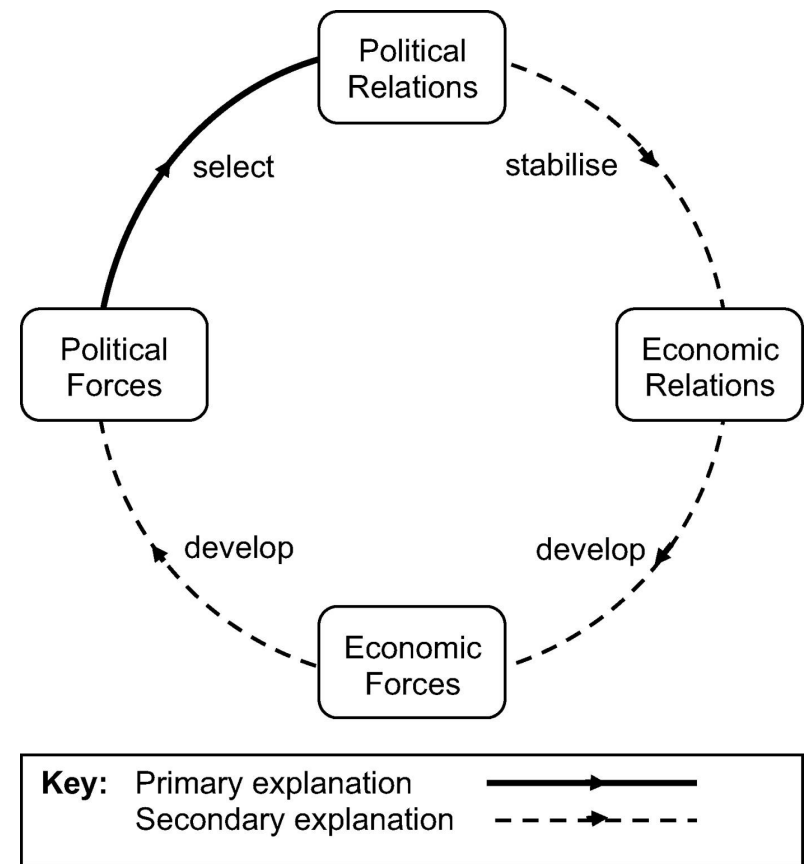 Political
Relations
select
stabilise
Political
Forces
Economic
Relations
develop
develop
Economic
Forces
Key: Primary explanation
Secondary explanation